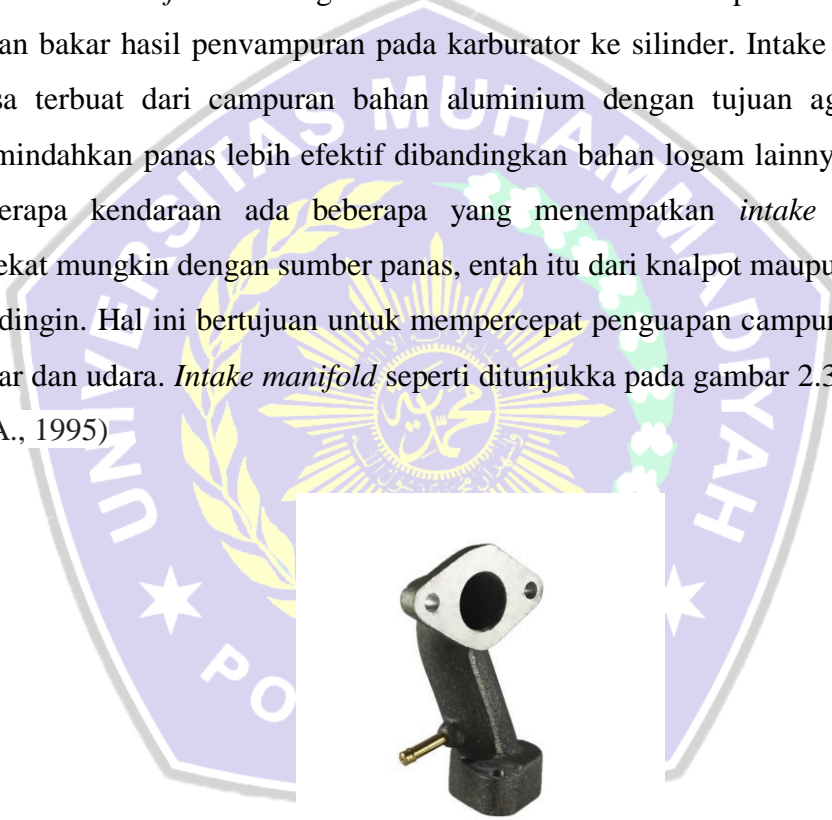 an bakar hasil penvampuran pada karburator ke silinder. Intake
sa terbuat dari campuran bahan aluminium dengan tujuan ag
mindahkan panas lebih efektif dibandingkan bahan logam lainny
erapa kendaraan ada beberapa yang menempatkan intake
ekat mungkin dengan sumber panas, entah itu dari knalpot maupu
dingin. Hal ini bertujuan untuk mempercepat penguapan campur
ar dan udara. Intake manifold seperti ditunjukka pada gambar 2.3
A., 1995)
UNIVERSITAS MUHAMMADIYAH
PO